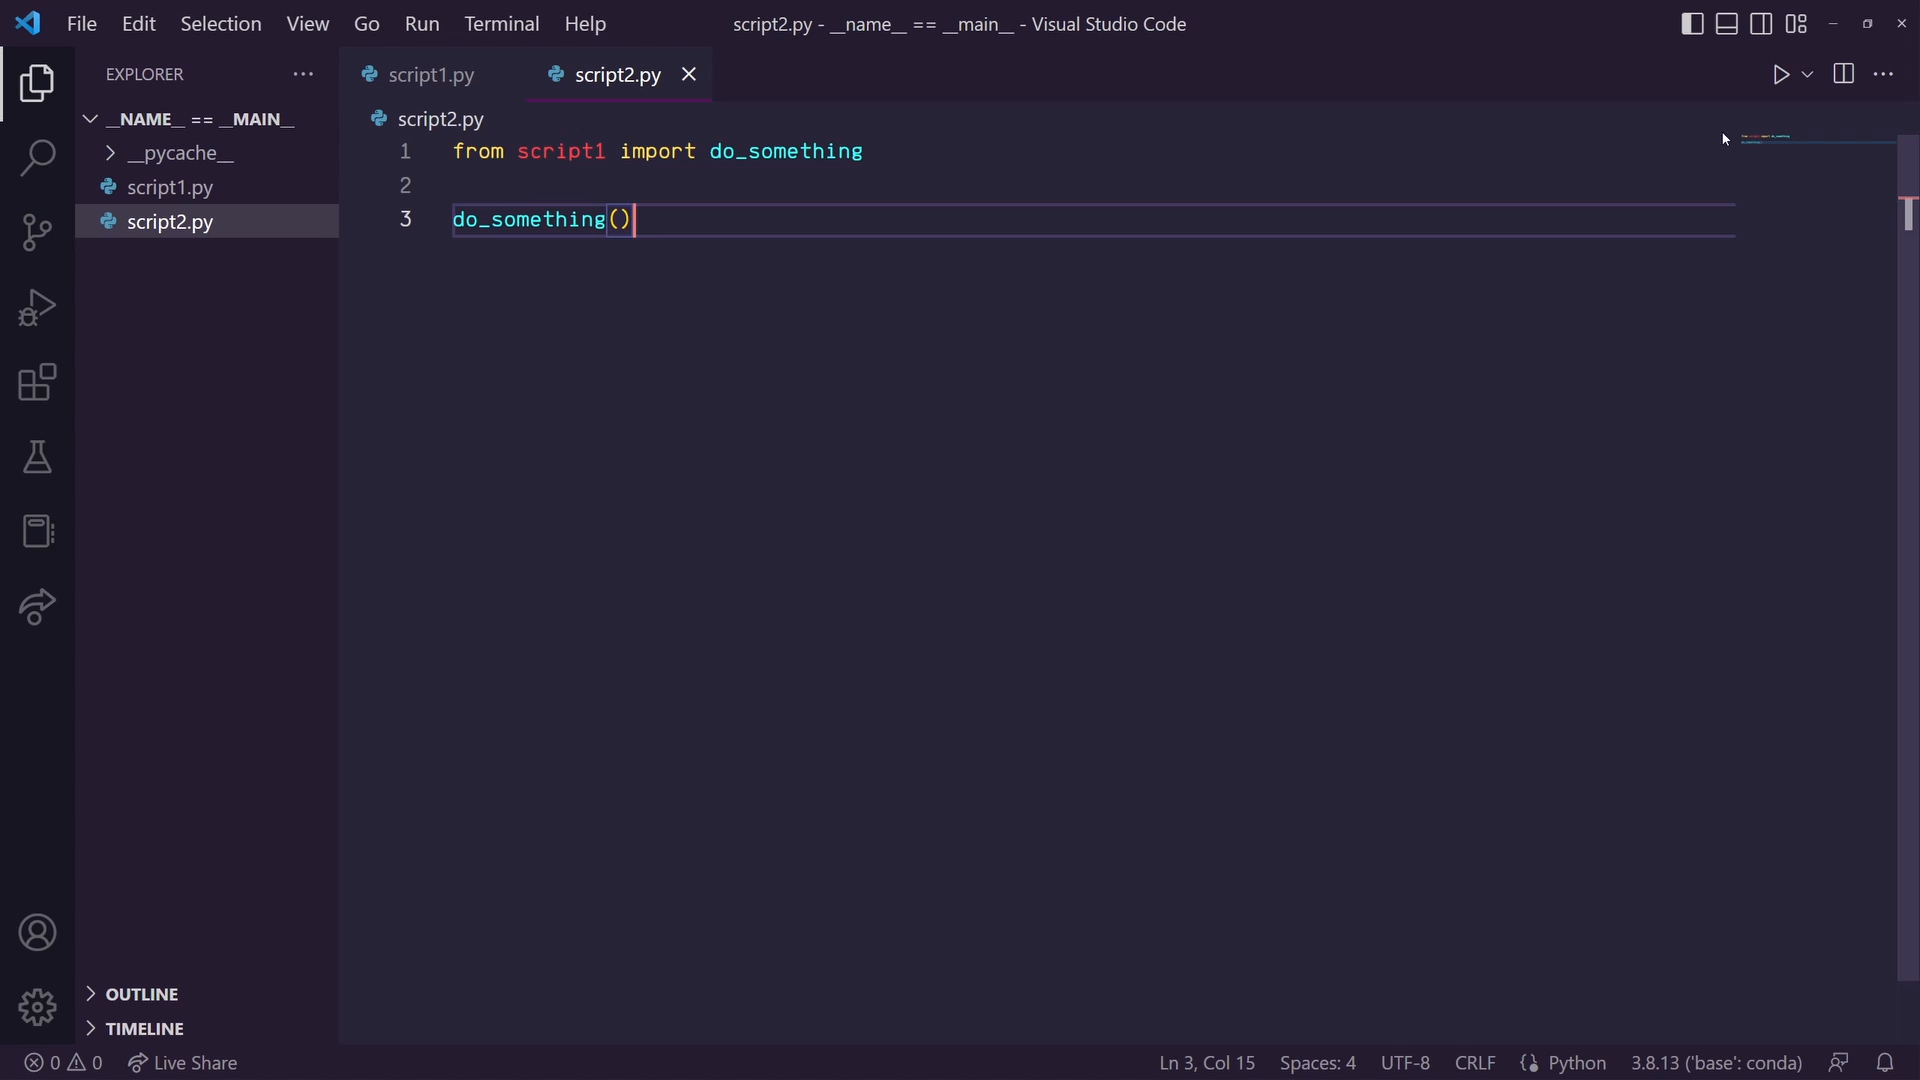 File Edit Selection View Go Run Terminal Help
script2.py - __name__ == __main__ - Visual Studio Code
EXPLORER
__NAME__ == __MAIN__
__pycache__
script1.py
script2.py
OUTLINE
TIMELINE
script1.py
script2.py
script2.py
1 from script1 import do_something
2
3 do_something()
0 0 Live Share
Ln 3, Col 15 Spaces: 4 UTF-8 CRLF Python 3.8.13 ('base': conda)